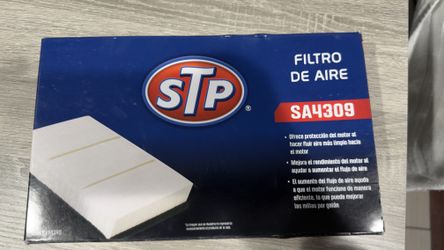 STP
®
FILTRO
DE AIRE
SA4309
• Ofrece protección del motor al
hacer fluir aire más limpio hacia
el motor
• Mejora el rendimiento del motor al
ayudar a aumentar el flujo de aire
• El aumento del flujo de aire ayuda
a que el motor funcione de manera
eficiente, lo que puede mejorar
las millas por galón